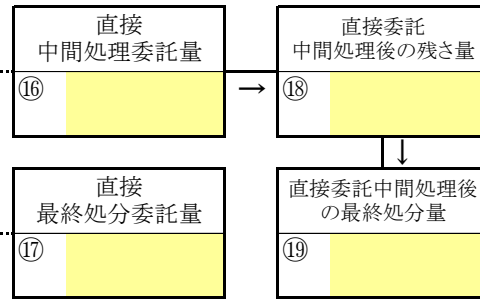 直接
中間処理委託量
⑯
→
直接委託
中間処理後の残さ量
⑱
↓
直接
最終処分委託量
⑰
直接委託中間処理後
の最終処分量
⑲